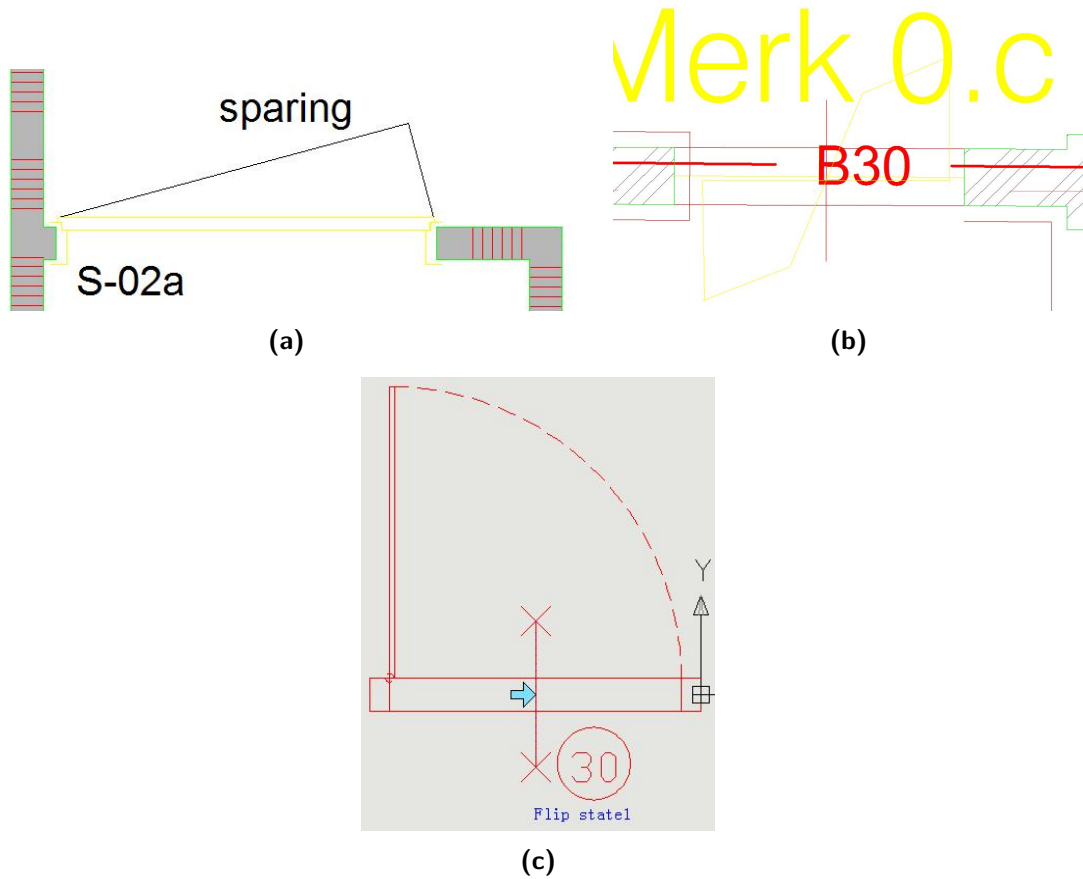 sparing
S-02a
(a)
Merk 0.c
B30
(b)
Y
30
Flip state1
(c)